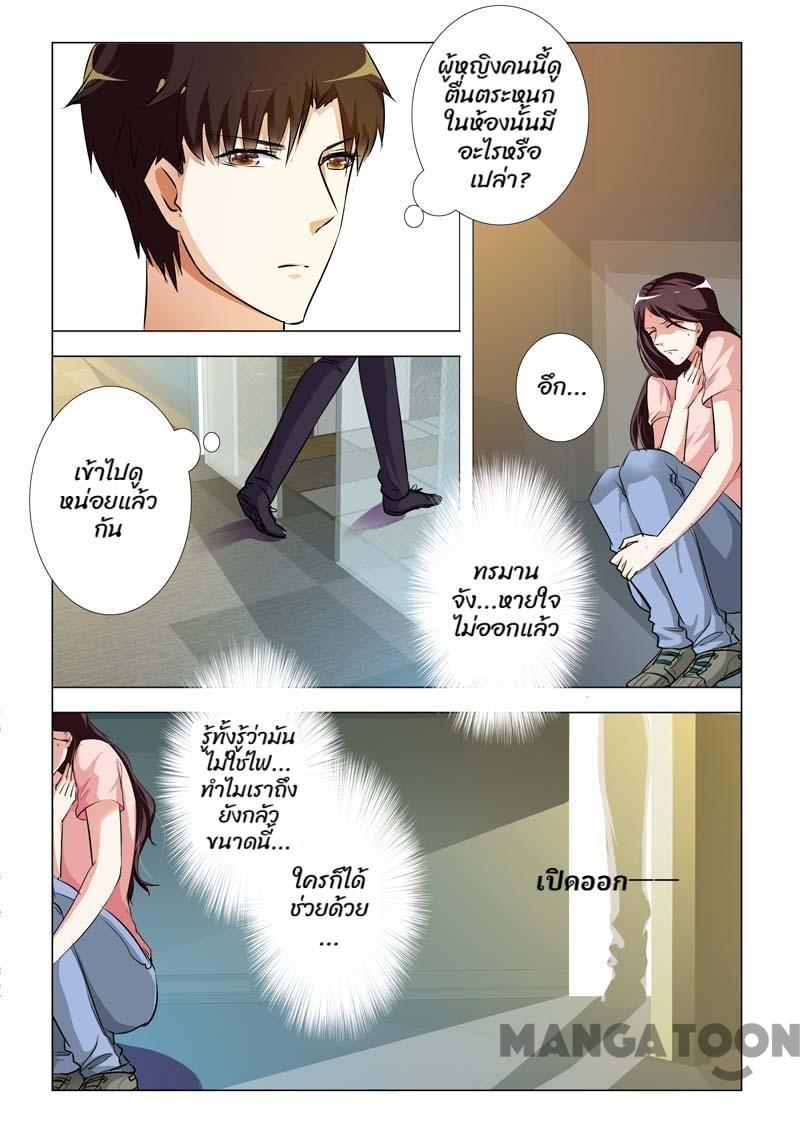 ผู้หญิงคนนี้ดู
ตื่นตระหนก
ในห้องนั้นมี
อะไรหรือ
เปล่า?
อึก...
เข้าไปดู
หน่อยแล้ว
กัน
ทรมาน
จัง...หายใจ
ไม่ออกแล้ว
รู้ทั้งรู้ว่ามัน
ไม่ใช่ไฟ...
ทำไมเราถึง
ยังกลัว
ขนาดนี้...
ใครก็ได้
ช่วยด้วย
...
เปิดออก——
MANGATOON